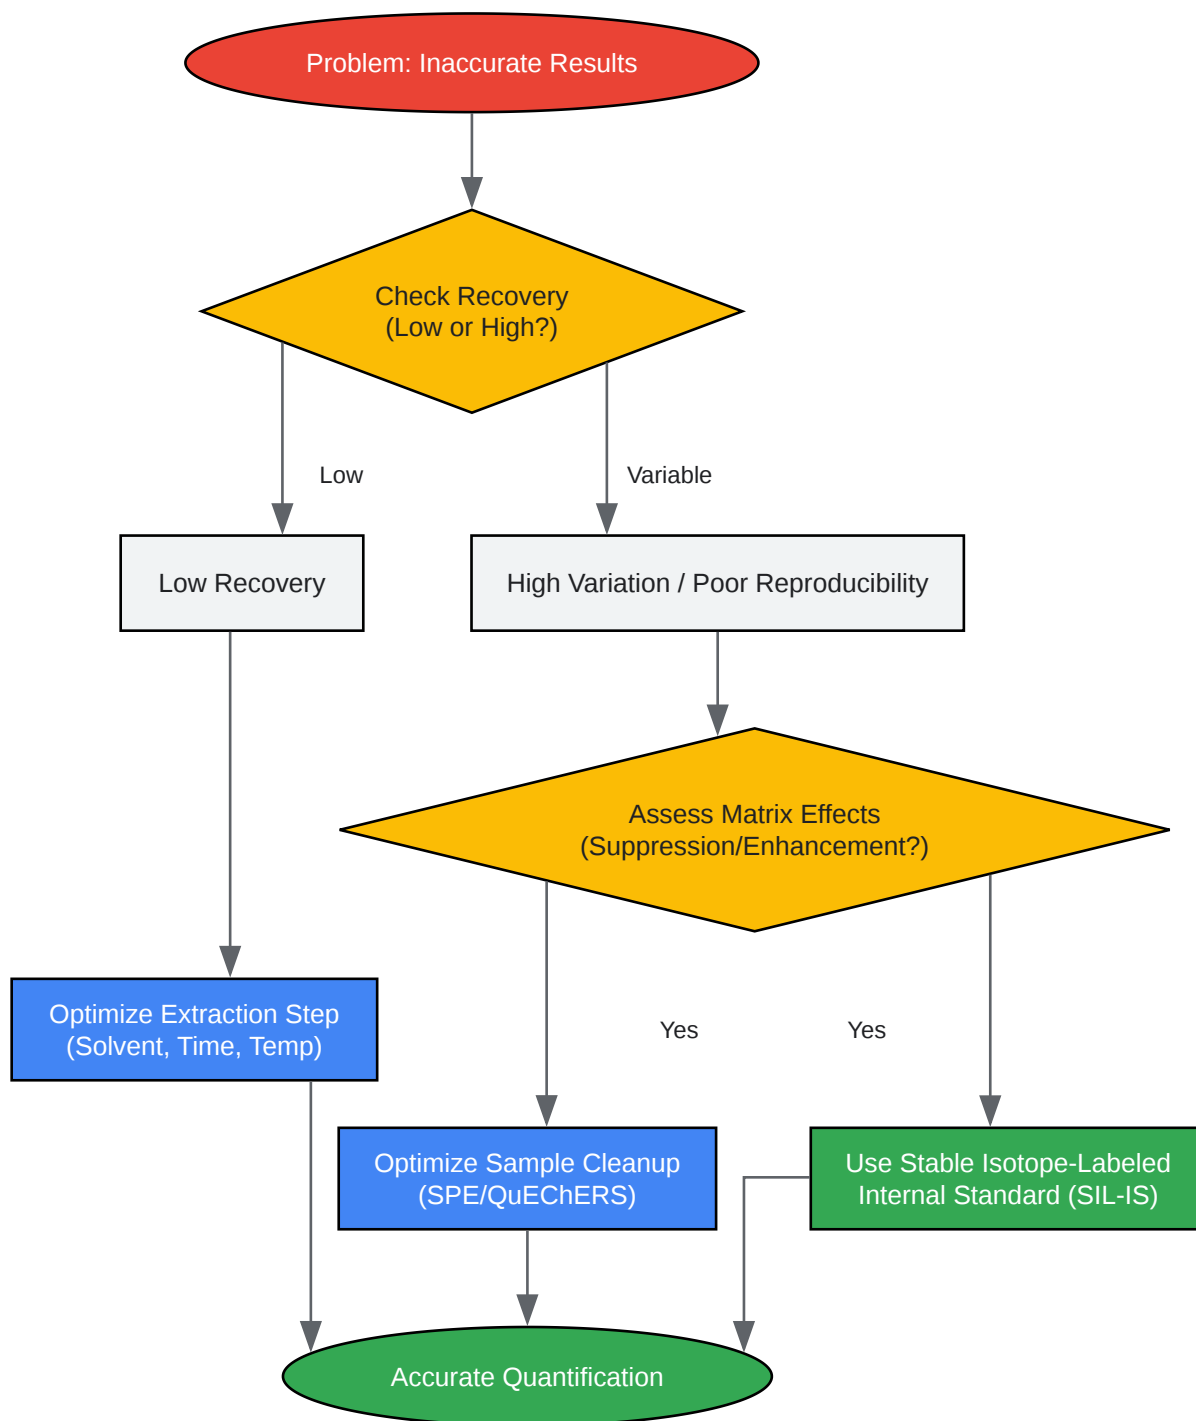 Problem: Inaccurate Results
Check Recovery
(Low or High?)
Low
Variable
Low Recovery
High Variation / Poor Reproducibility
Assess Matrix Effects
(Suppression/Enhancement?)
Optimize Extraction Step
(Solvent, Time, Temp)
Yes
Yes
Optimize Sample Cleanup
(SPE/QuEChERS)
Use Stable Isotope-Labeled
Internal Standard (SIL-IS)
Accurate Quantification